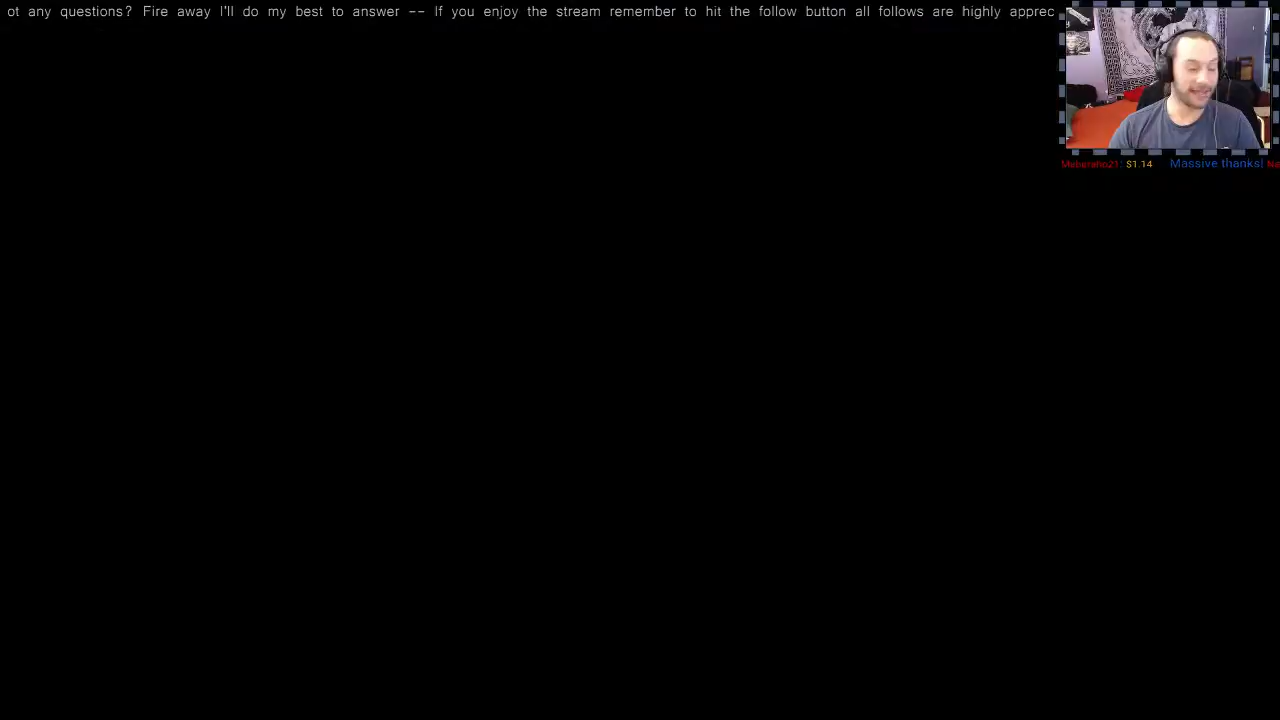 ot any questions? Fire away I'll do my best to answer -- If you enjoy the stream remember to hit the follow button all follows are highly apprec
$1.14 Massive thanks!